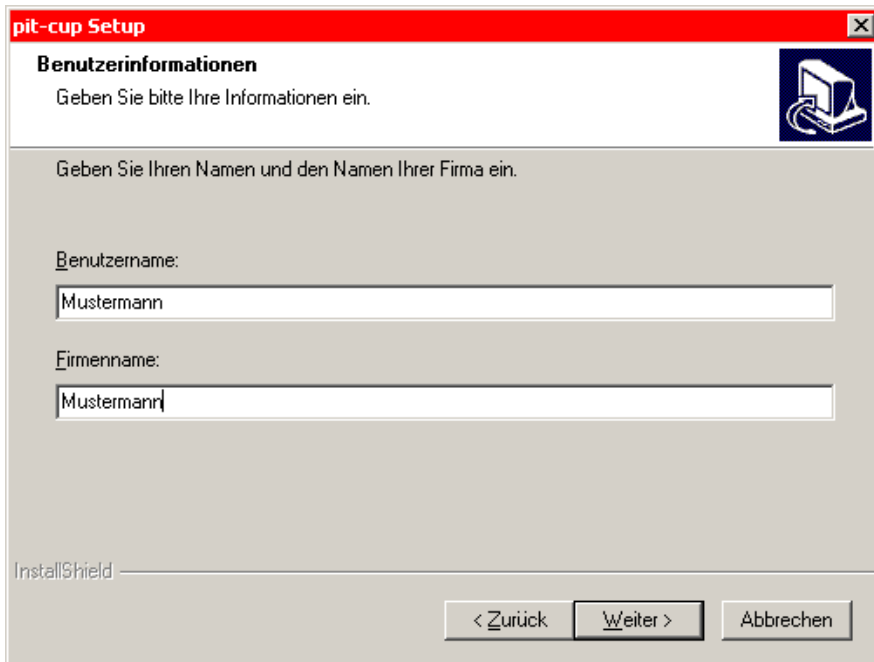 pit-cup Setup
Benutzerinformationen
Geben Sie bitte Ihre Informationen ein.
Geben Sie Ihren Namen und den Namen Ihrer Firma ein.
Benutzername:
Mustermann
Firmenname:
Mustermann
InstallShield
< Zurück Weiter > Abbrechen